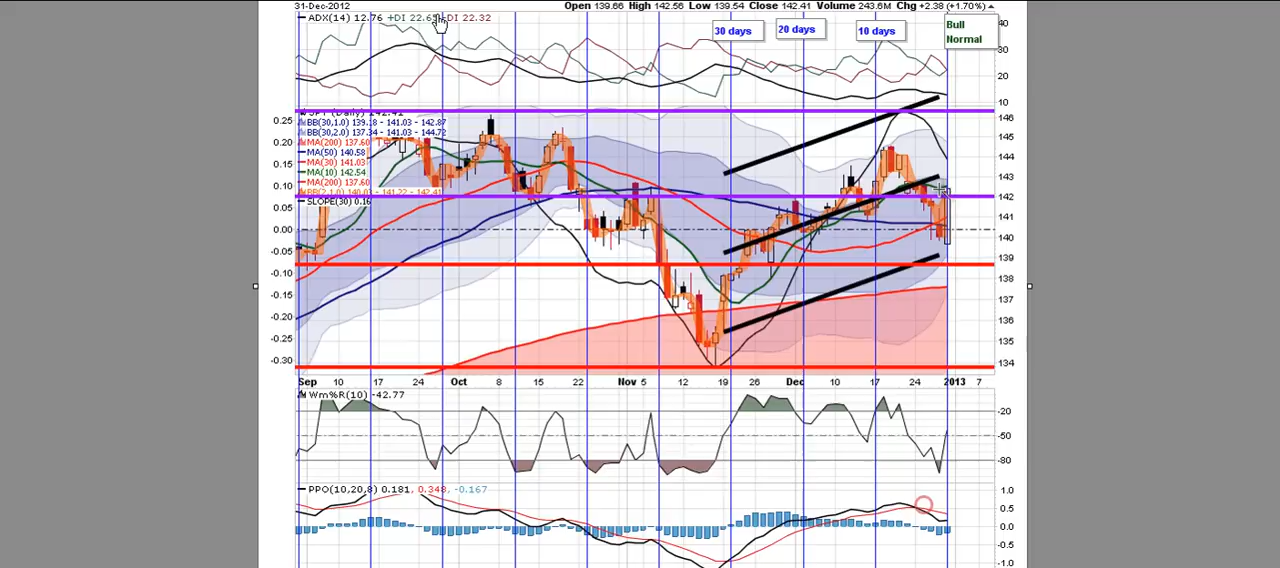 31-Dec-2012 Open 139.66 High 142.56 Low 139.54 Close 142.41 Volume 243.6M Chg +2.38 (+1.70%)
ADX(14) 12.76 +DI 22.65 -DI 22.32
30 days
20 days
10 days
Bull
Normal
40
30
20
10
(Daily) 142.41
BB(30,1.0) 139.18 - 141.03 - 142.87
BB(30,2.0) 137.34 - 141.03 - 144.72
MA(200) 137.60
MA(50) 140.58
MA(30) 141.03
MA(10) 142.54
MA(200) 137.60
SLOPE(30) 0.16
0.25
0.20
0.15
0.10
0.05
0.00
-0.05
-0.10
-0.15
-0.20
-0.25
-0.30
146
145
144
143
142
141
140
139
138
137
136
135
134
Sep 10 17 24 Oct 8 15 22 Nov 5 12 19 26 Dec 10 17 24 2013 7
Wm%R(10) -42.77
-20
-50
-80
PPO(10,20,8) 0.181, 0.348, -0.167
1.0
0.5
0.0
-0.5
-1.0